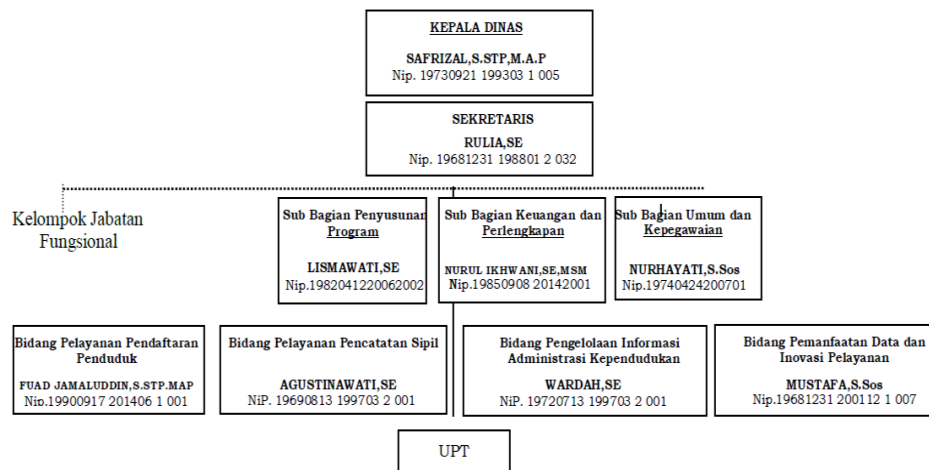 KEPALA DINAS
SAFRIZAL,S.STP,M.A.P
Nip. 19730921 199303 1 005
SEKRETARIS
RULIA,SE
Nip. 19681231 198801 2 032
Kelompok Jabatan
Fungsional
Sub Bagian Penyusunan
Program
LISMAWATI,SE
Nip.1982041220062002
Sub Bagian Keuangan dan
Perlengkapan
NURUL IKHWANI,SE,MSM
Nip.19850908 20142001
Sub Bagian Umum dan
Kepegawaian
NURHAYATI,S.Sos
Nip.19740424200701
Bidang Pelayanan Pendaftaran
Penduduk
FUAD JAMALUDDIN,S.STP.MAP
Nip.19900917 201406 1 001
Bidang Pelayanan Pencatatan Sipil
AGUSTINAWATI,SE
NiP. 19690813 199703 2 001
Bidang Pengelolaan Informasi
Administrasi Kependudukan
WARDAH,SE
NiP. 19720713 199703 2 001
Bidang Pemanfaatan Data dan
Inovasi Pelayanan
MUSTAFA,S.Sos
Nip.19681231 200112 1 007
UPT